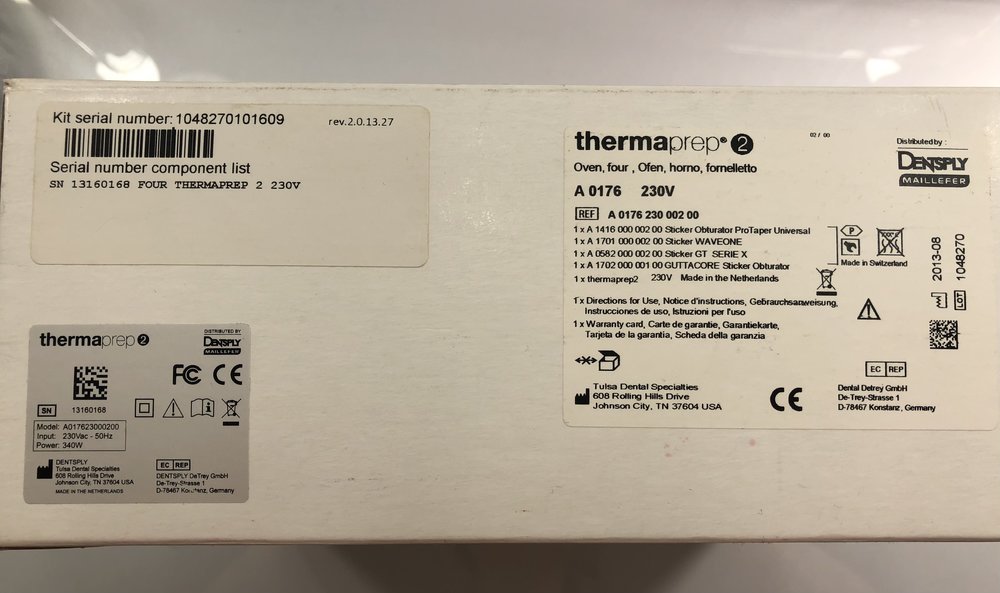 Kit serial number: 1048270101609
rev.2.0.13.27
Serial number component list
SN 13160168 FOUR THERMAPREP 2 230V
thermaprep® 2
02 / 00
Distributed by:
DENTSPLY
MAILLEFER
Oven, four , Ofen, horno, fornelletto
A 0176 230V
REF A 0176 230 002 00
1 x A 1416 000 002 00 Sticker Obturator ProTaper Universal
1 x A 1701 000 002 00 Sticker WAVEONE
1 x A 0582 000 002 00 Sticker GT SERIE X
1 x A 1702 000 001 00 GUTTACORE Sticker Obturator
P
Made in Switzerland
1 x thermaprep2 230V Made in the Netherlands
1 x Directions for Use, Notice d'instructions, Gebrauchsanweisung,
Instrucciones de uso, Istruzioni per l'uso
1 x Warranty card, Carte de garantie, Garantiekarte,
Tarjeta de la garantia, Scheda della garanzia
2013-08
LOT 1048270
Tulsa Dental Specialties
608 Rolling Hills Drive
Johnson City, TN 37604 USA
CE
EC REP
Dental Detrey GmbH
De-Trey-Strasse 1
D-78467 Konstanz, Germany
thermaprep 2
DISTRIBUTED BY
DENTSPLY
MAILLEFER
FC CE
SN 13160168
Model: A017623000200
Input: 230Vac - 50Hz
Power: 340W
DENTSPLY
Tulsa Dental Specialties
608 Rolling Hills Drive
Johnson City, TN 37604 USA
MADE IN THE NETHERLANDS
EC REP
DENTSPLY DeTrey GmbH
De-Trey-Strasse 1
D-78467 Konstanz, Germany